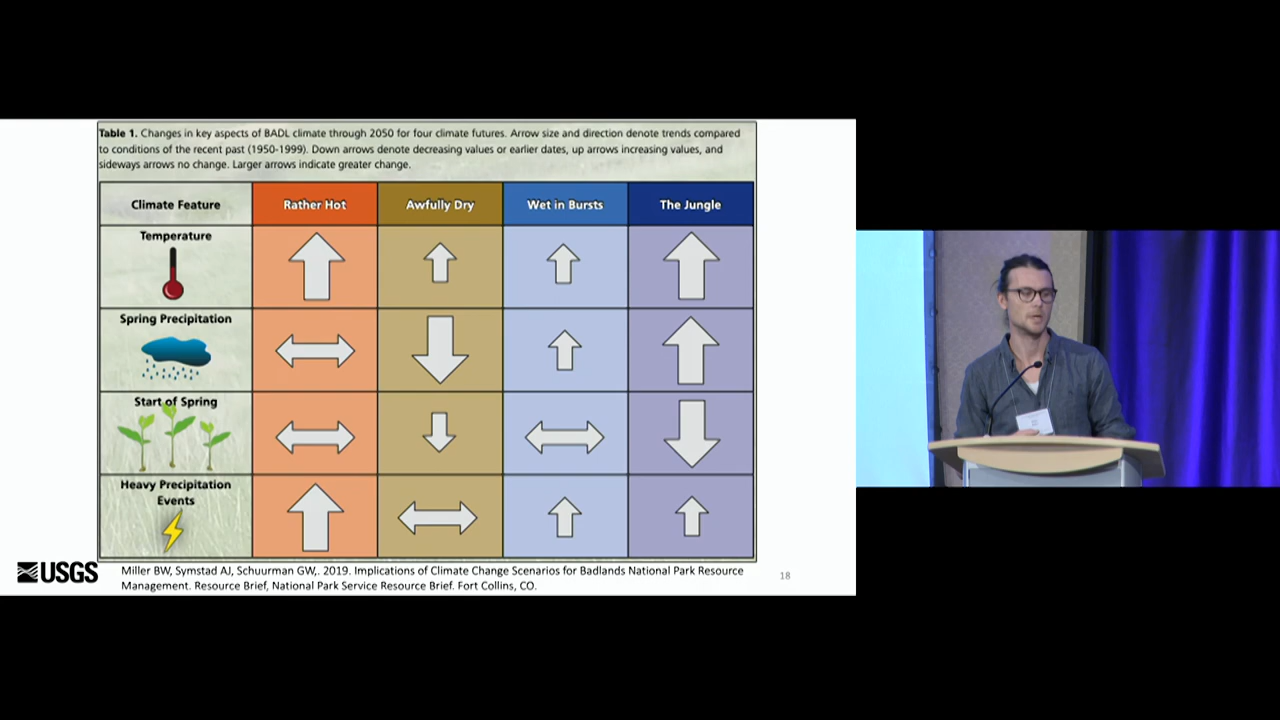 Table 1. Changes in key aspects of BADL climate through 2050 for four climate futures. Arrow size and direction denote trends compared
to conditions of the recent past (1950-1999). Down arrows denote decreasing values or earlier dates, up arrows increasing values, and
sideways arrows no change. Larger arrows indicate greater change.
Climate Feature
Rather Hot
Awfully Dry
Wet in Bursts
The Jungle
Temperature
Spring Precipitation
Start of Spring
Heavy Precipitation
Events
USGS
Miller BW, Symstad AJ, Schuurman GW,. 2019. Implications of Climate Change Scenarios for Badlands National Park Resource
Management. Resource Brief, National Park Service Resource Brief. Fort Collins, CO.
18